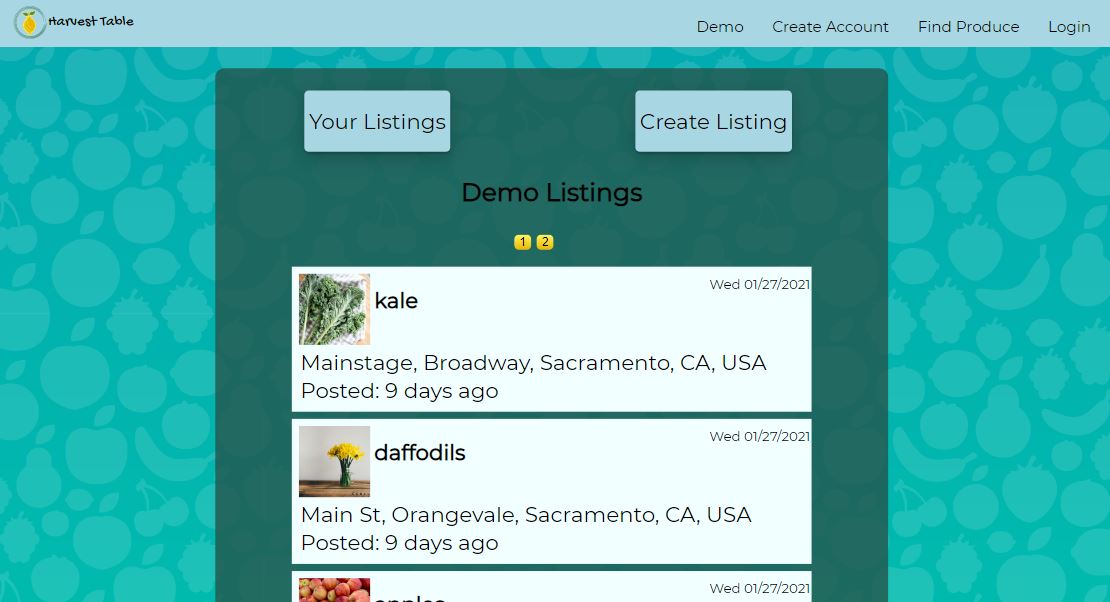 Harvest Table
Demo
Create Account
Find Produce
Login
Your Listings
Create Listing
Demo Listings
1 2
kale
Wed 01/27/2021
Mainstage, Broadway, Sacramento, CA, USA
Posted: 9 days ago
daffodils
Wed 01/27/2021
Main St, Orangevale, Sacramento, CA, USA
Posted: 9 days ago
apples
Wed 01/27/2021